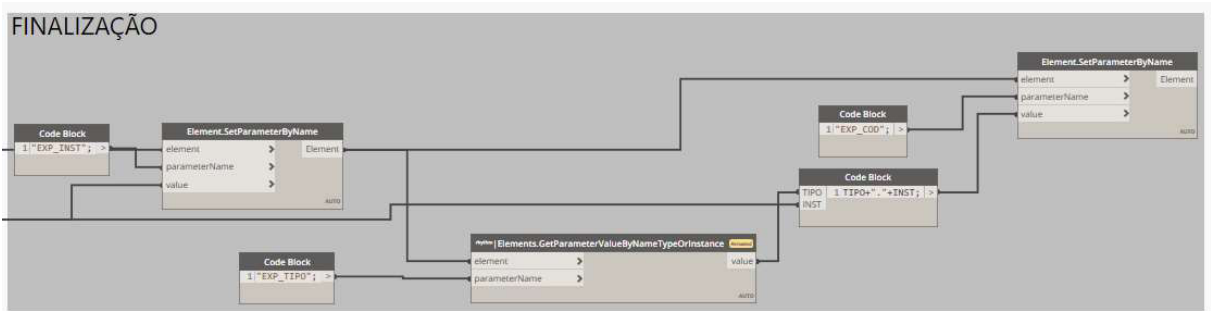 FINALIZAÇÃO
Element.SetParameterByName
element > Element
parameterName >
value >
AUTO
Code Block
1 "EXP_COD"; >
Code Block
1 "EXP_INST"; >
Element.SetParameterByName
element > Element
parameterName >
value >
AUTO
Code Block
TIPO 1 TIPO+"."+INST; >
INST
Elements.GetParameterValueByNameTypeOrInstance
element > value
parameterName >
AUTO
Code Block
1 "EXP_TIPO"; >